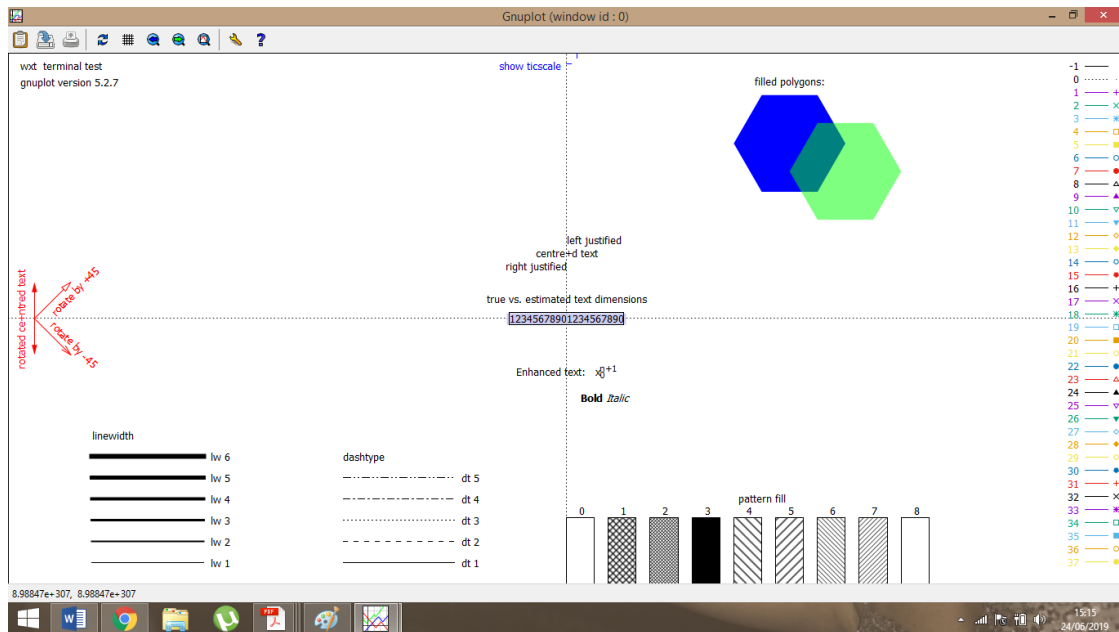 Gnuplot (window id : 0)
wxt terminal test
gnuplot version 5.2.7
show ticscale
filled polygons:
left justified
centre+d text
right justified
true vs. estimated text dimensions
12345678901234567890
rotated ce+ntred text
rotate by +45
rotate by -45
Enhanced text:
Bold Italic
linewidth
lw 6
lw 5
lw 4
lw 3
lw 2
lw 1
dashtype
dt 5
dt 4
dt 3
dt 2
dt 1
pattern fill
0 1 2 3 4 5 6 7 8
-1
0
1
2
3
4
5
6
7
8
9
10
11
12
13
14
15
16
17
18
19
20
21
22
23
24
25
26
27
28
29
30
31
32
33
34
35
36
37
8.98847e+307, 8.98847e+307
15:15
24/06/2019